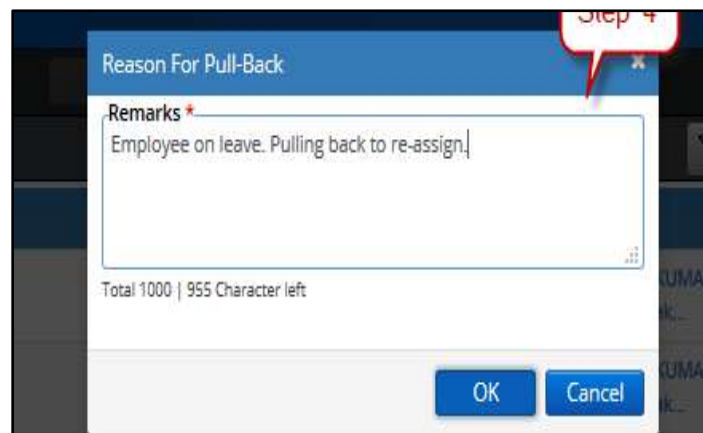 Step 4
Reason For Pull-Back
Remarks *
Employee on leave. Pulling back to re-assign.
Total 1000 | 955 Character left
OK
Cancel